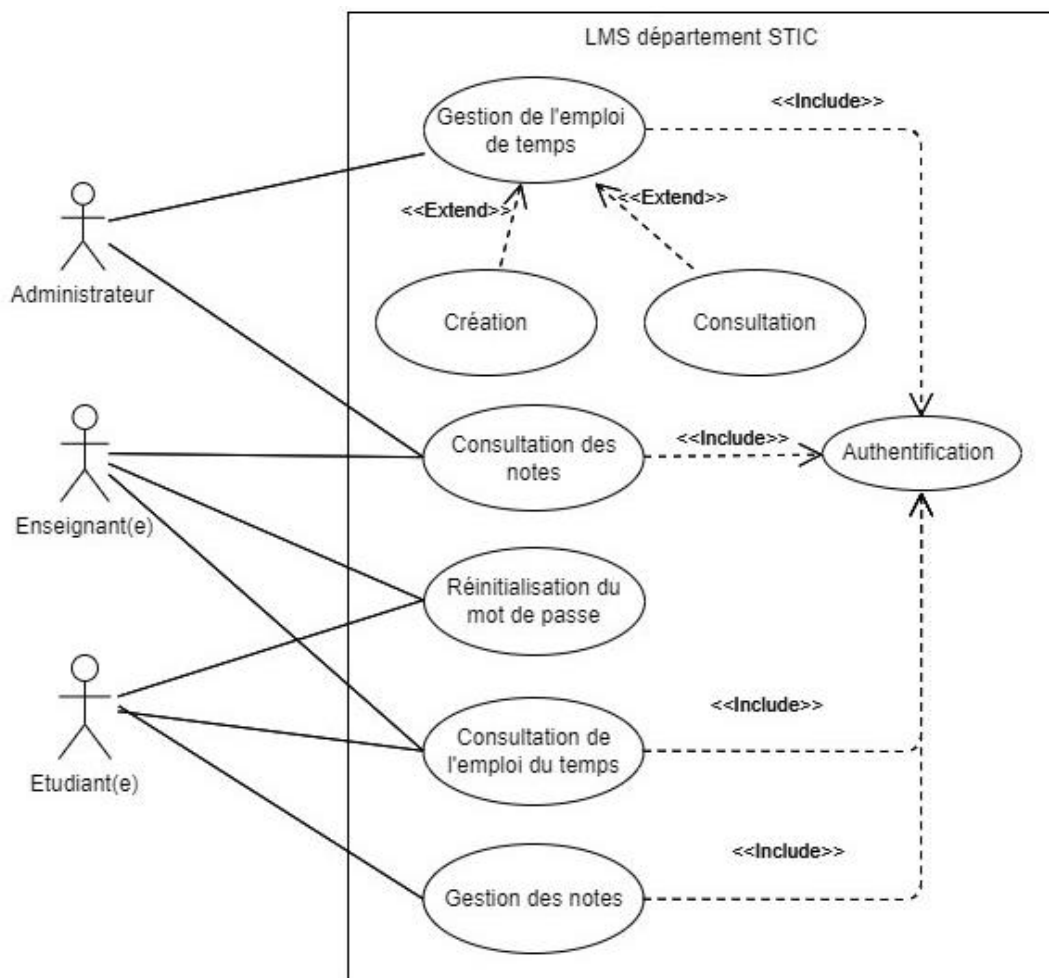 LMS département STIC
Gestion de l'emploi
de temps
<<Include>>
<<Extend>>
<<Extend>>
Administrateur
Création
Consultation
Consultation des
notes
<<Include>>
Authentification
Enseignant(e)
Réinitialisation du
mot de passe
Etudiant(e)
Consultation de
l'emploi du temps
<<Include>>
Gestion des notes
<<Include>>